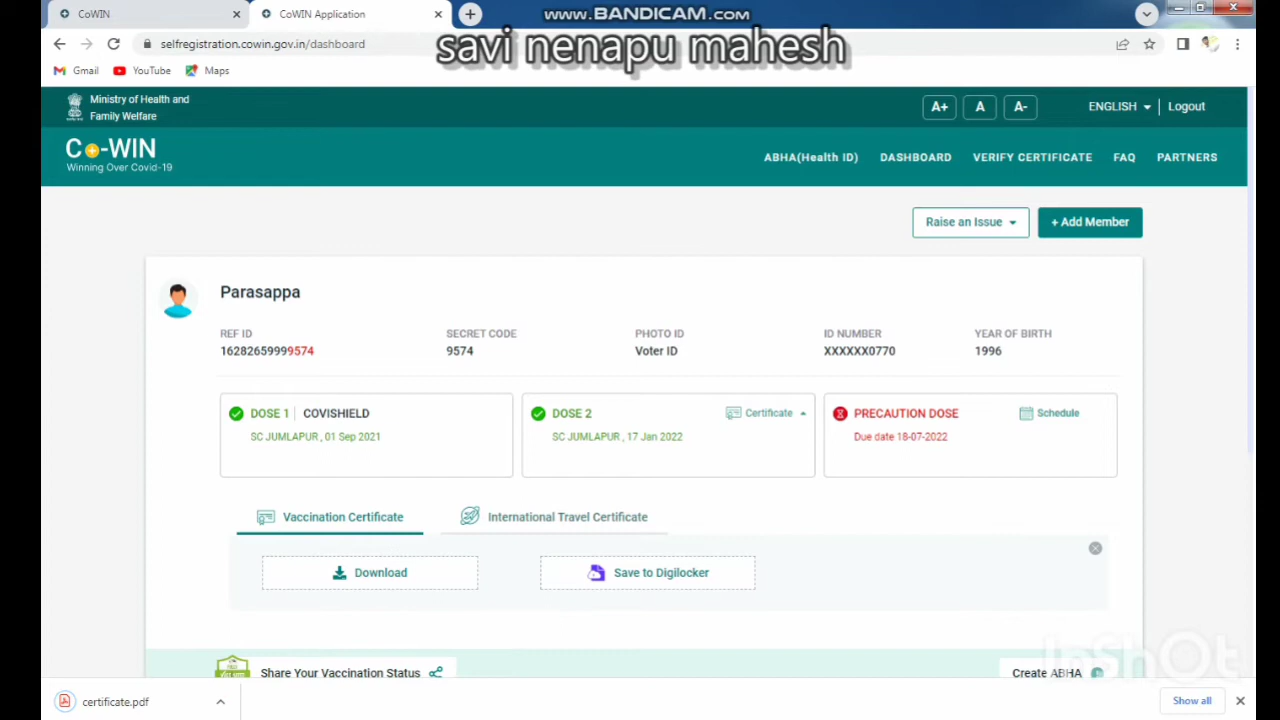 CoWIN
CoWIN Application
www.BANDICAM.com
selfregistration.cowin.gov.in/dashboard
savi nenapu mahesh
Gmail
YouTube
Maps
Ministry of Health and
Family Welfare
A+
A
A-
ENGLISH
Logout
Co-WIN
Winning Over Covid-19
ABHA(Health ID)
DASHBOARD
VERIFY CERTIFICATE
FAQ
PARTNERS
Raise an Issue
+ Add Member
Parasappa
REF ID
SECRET CODE
PHOTO ID
ID NUMBER
YEAR OF BIRTH
16282659999574
9574
Voter ID
XXXXXX0770
1996
DOSE 1 | COVISHIELD
SC JUMLAPUR , 01 Sep 2021
DOSE 2
Certificate
SC JUMLAPUR , 17 Jan 2022
PRECAUTION DOSE
Schedule
Due date 18-07-2022
Vaccination Certificate
International Travel Certificate
Download
Save to Digilocker
Share Your Vaccination Status
Create ABHA
InShOt
certificate.pdf
Show all